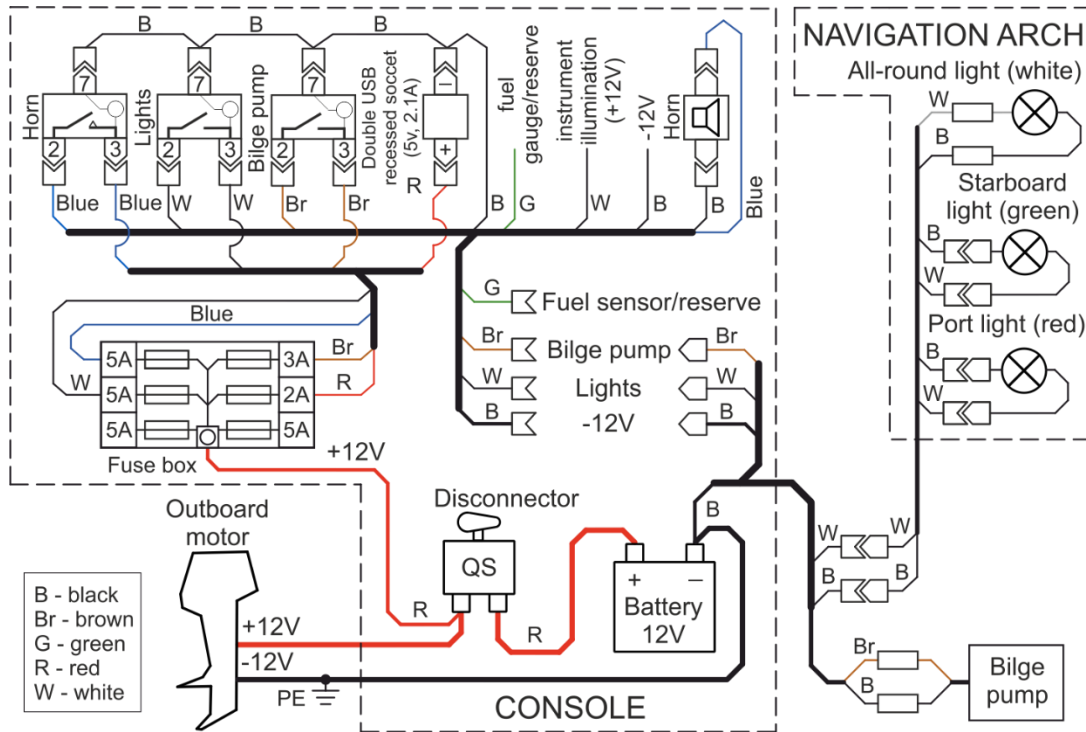 B
B
B
7
7
7
–
Horn
Lights
Bilge pump
Double USB
recessed soccet
(5v, 2.1A)
+
2
3
2
3
2
3
R
Blue
Blue
W
W
Br
Br
B
fuel
gauge/reserve
G
instrument
illumination
(+12V)
W
-12V
B
Horn
B
Blue
NAVIGATION ARCH
All-round light (white)
W
B
Starboard
light (green)
B
W
Port light (red)
B
W
Blue
W
5A
3A
Br
5A
2A
R
5A
5A
Fuse box
+12V
G
Fuel sensor/reserve
Br
Bilge pump
Br
W
Lights
W
B
-12V
B
Disconnector
QS
R
R
B
+
–
Battery
12V
Outboard
motor
+12V
-12V
PE
CONSOLE
B - black
Br - brown
G - green
R - red
W - white
W
W
B
B
Br
B
Bilge
pump